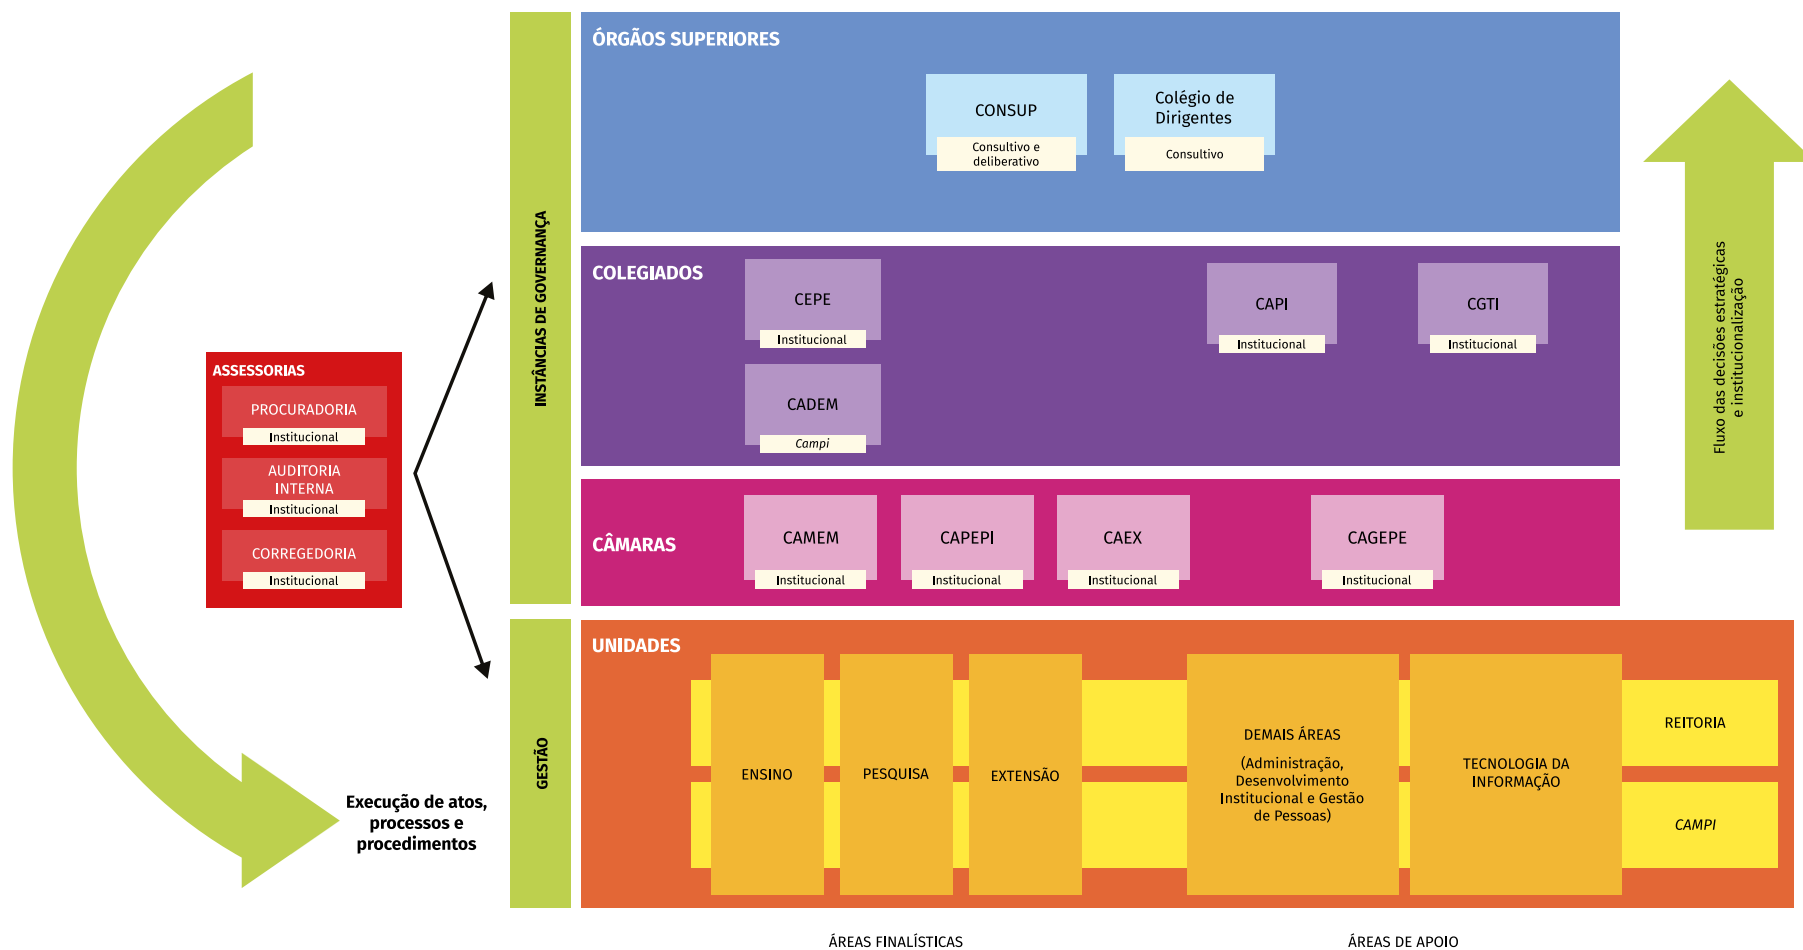 ÓRGÃOS SUPERIORES
CONSUP
Consultivo e
deliberativo
Colégio de
Dirigentes
Consultivo
INSTÂNCIAS DE GOVERNANÇA
COLEGIADOS
CEPE
Institucional
CAPI
Institucional
CGTI
Institucional
CADEM
Campi
Fluxo das decisões estratégicas
e institucionalização
ASSESSORIAS
PROCURADORIA
Institucional
AUDITORIA
INTERNA
Institucional
CORREGEDORIA
Institucional
CÂMARAS
CAMEM
Institucional
CAPEPI
Institucional
CAEX
Institucional
CAGEPE
Institucional
GESTÃO
UNIDADES
ENSINO
PESQUISA
EXTENSÃO
DEMAIS ÁREAS
(Administração,
Desenvolvimento
Institucional e Gestão
de Pessoas)
TECNOLOGIA DA
INFORMAÇÃO
REITORIA
CAMPI
Execução de atos,
processos e
procedimentos
ÁREAS FINALÍSTICAS
ÁREAS DE APOIO